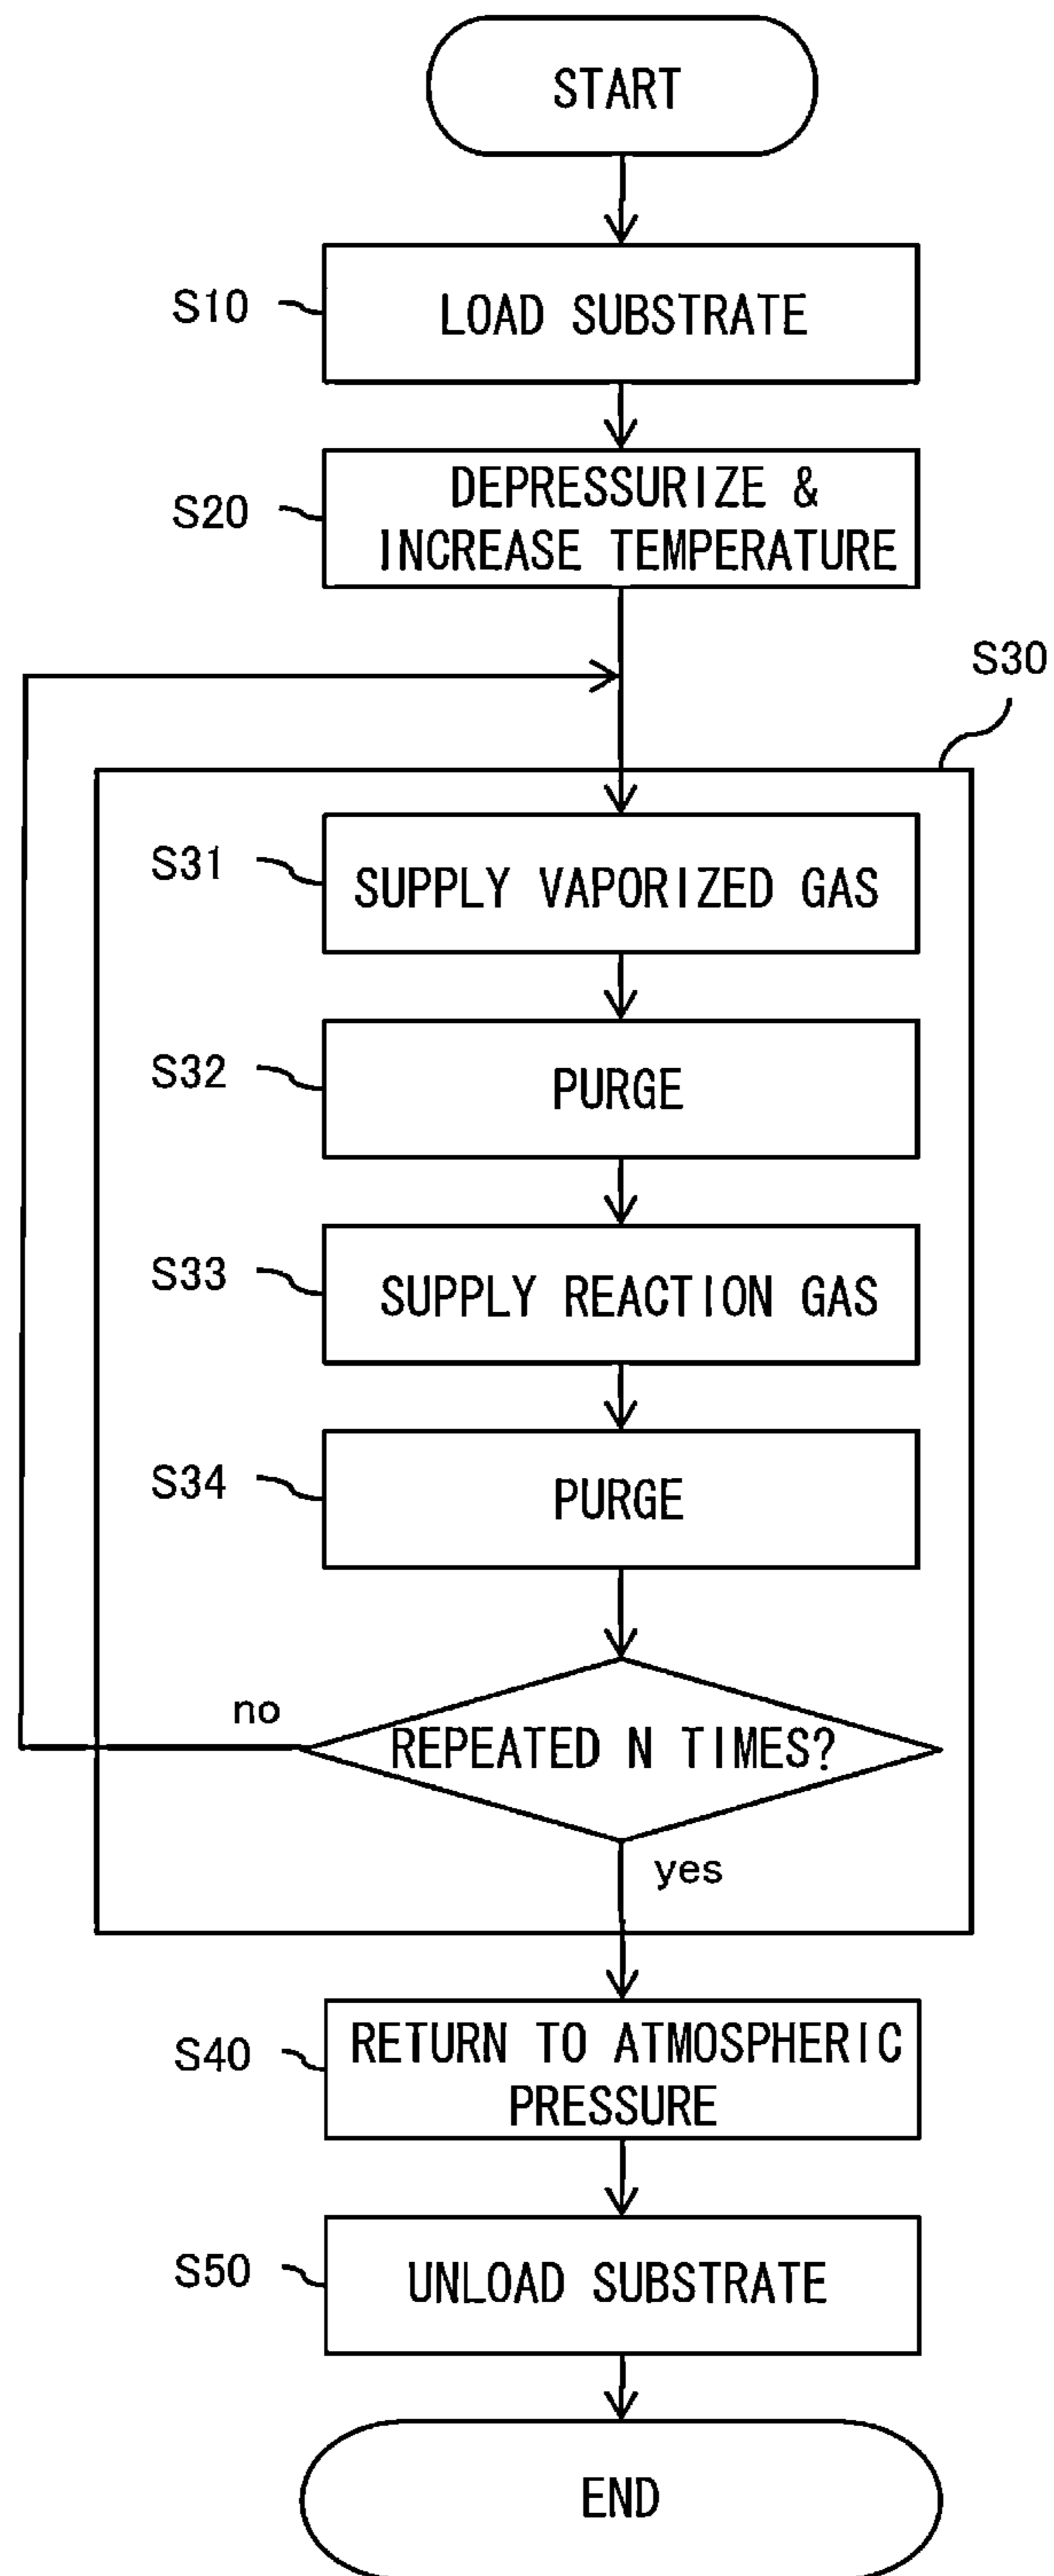 START
S10
LOAD SUBSTRATE
S20
DEPRESSURIZE &
INCREASE TEMPERATURE
S30
S31
SUPPLY VAPORIZED GAS
S32
PURGE
S33
SUPPLY REACTION GAS
S34
PURGE
no
REPEATED N TIMES?
yes
S40
RETURN TO ATMOSPHERIC
PRESSURE
S50
UNLOAD SUBSTRATE
END